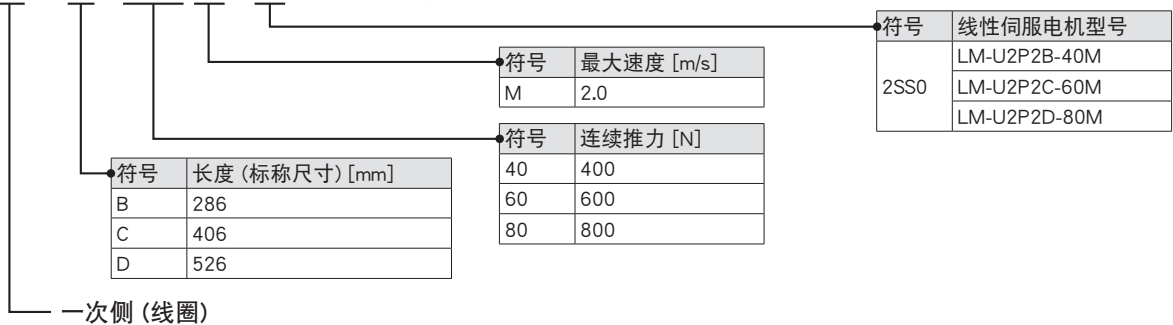 符号 线性伺服电机型号
2SS0 LM-U2P2B-40M
LM-U2P2C-60M
LM-U2P2D-80M
符号 最大速度 [m/s]
M 2.0
符号 连续推力 [N]
40 400
60 600
80 800
符号 长度 (标称尺寸) [mm]
B 286
C 406
D 526
一次侧 (线圈)